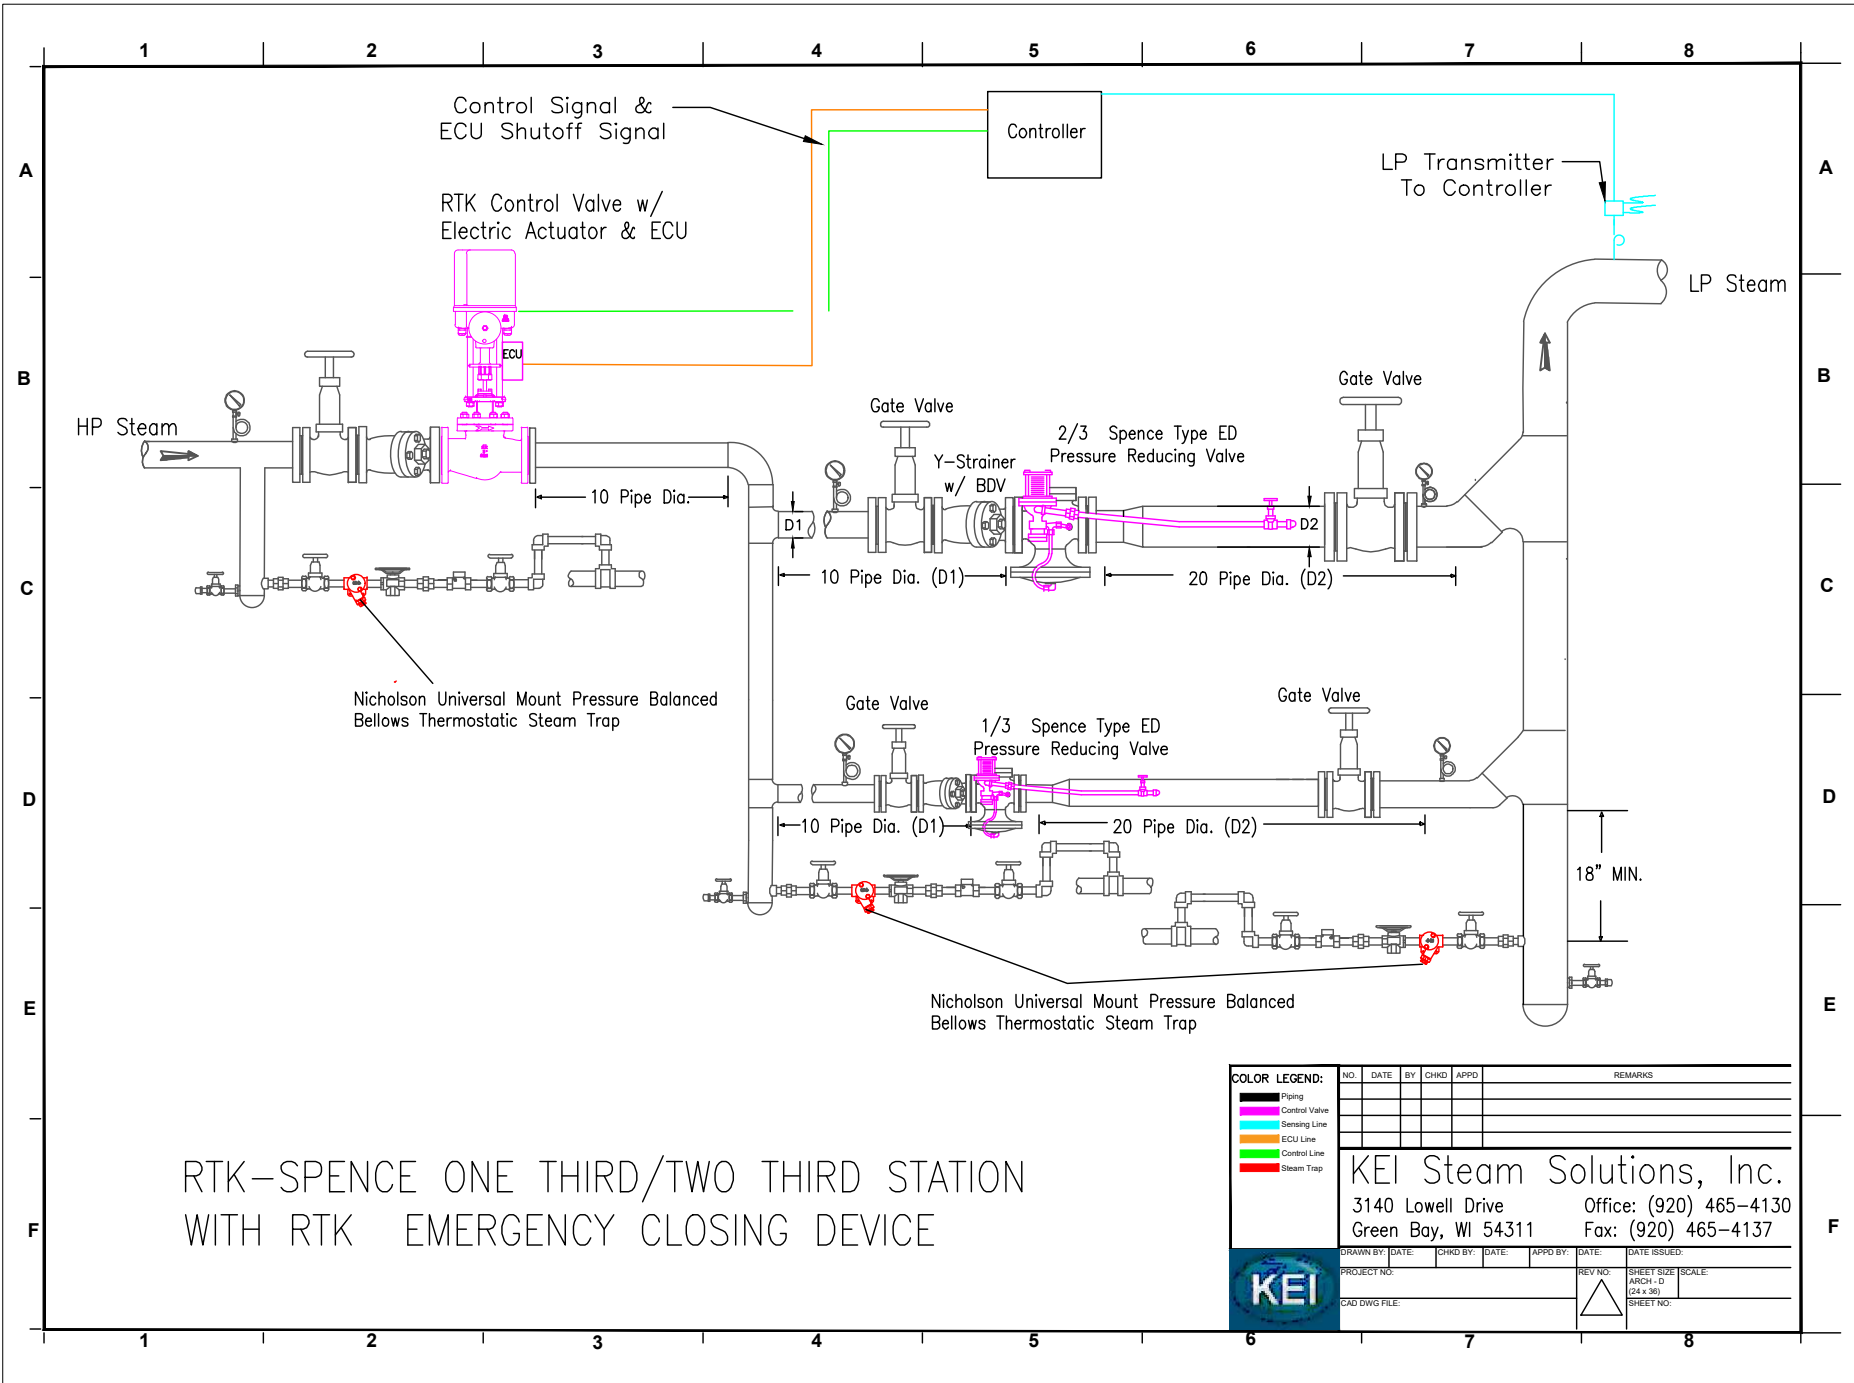 1 2 3 4 5 6 7 8
A
B
C
D
E
F
A
B
C
D
E
F
Control Signal &
ECU Shutoff Signal
Controller
LP Transmitter
To Controller
RTK Control Valve w/
Electric Actuator & ECU
LP Steam
ECU
HP Steam
Gate Valve
Gate Valve
2/3 Spence Type ED
Pressure Reducing Valve
Y-Strainer
w/ BDV
10 Pipe Dia.
D1
D2
10 Pipe Dia. (D1)
20 Pipe Dia. (D2)
Nicholson Universal Mount Pressure Balanced
Bellows Thermostatic Steam Trap
Gate Valve
Gate Valve
1/3 Spence Type ED
Pressure Reducing Valve
10 Pipe Dia. (D1)
20 Pipe Dia. (D2)
18" MIN.
Nicholson Universal Mount Pressure Balanced
Bellows Thermostatic Steam Trap
RTK-SPENCE ONE THIRD/TWO THIRD STATION
WITH RTK EMERGENCY CLOSING DEVICE
COLOR LEGEND:
Piping
Control Valve
Sensing Line
ECU Line
Control Line
Steam Trap
NO. DATE BY CHKD APPD REMARKS
KEI Steam Solutions, Inc.
3140 Lowell Drive Office: (920) 465-4130
Green Bay, WI 54311 Fax: (920) 465-4137
DRAWN BY: DATE: CHKD BY: DATE: APPD BY: DATE: DATE ISSUED:
PROJECT NO: REV NO: SHEET SIZE SCALE:
ARCH - D
(24 x 36)
CAD DWG FILE: SHEET NO:
KEI
1 2 3 4 5 6 7 8